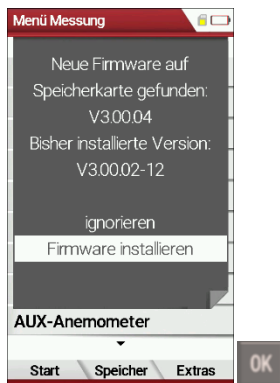 Menü Messung
Neue Firmware auf
Speicherkarte gefunden:
V3.00.04
Bisher installierte Version:
V3.00.02-12
ignorieren
Firmware installieren
AUX-Anemometer
Start Speicher Extras
OK